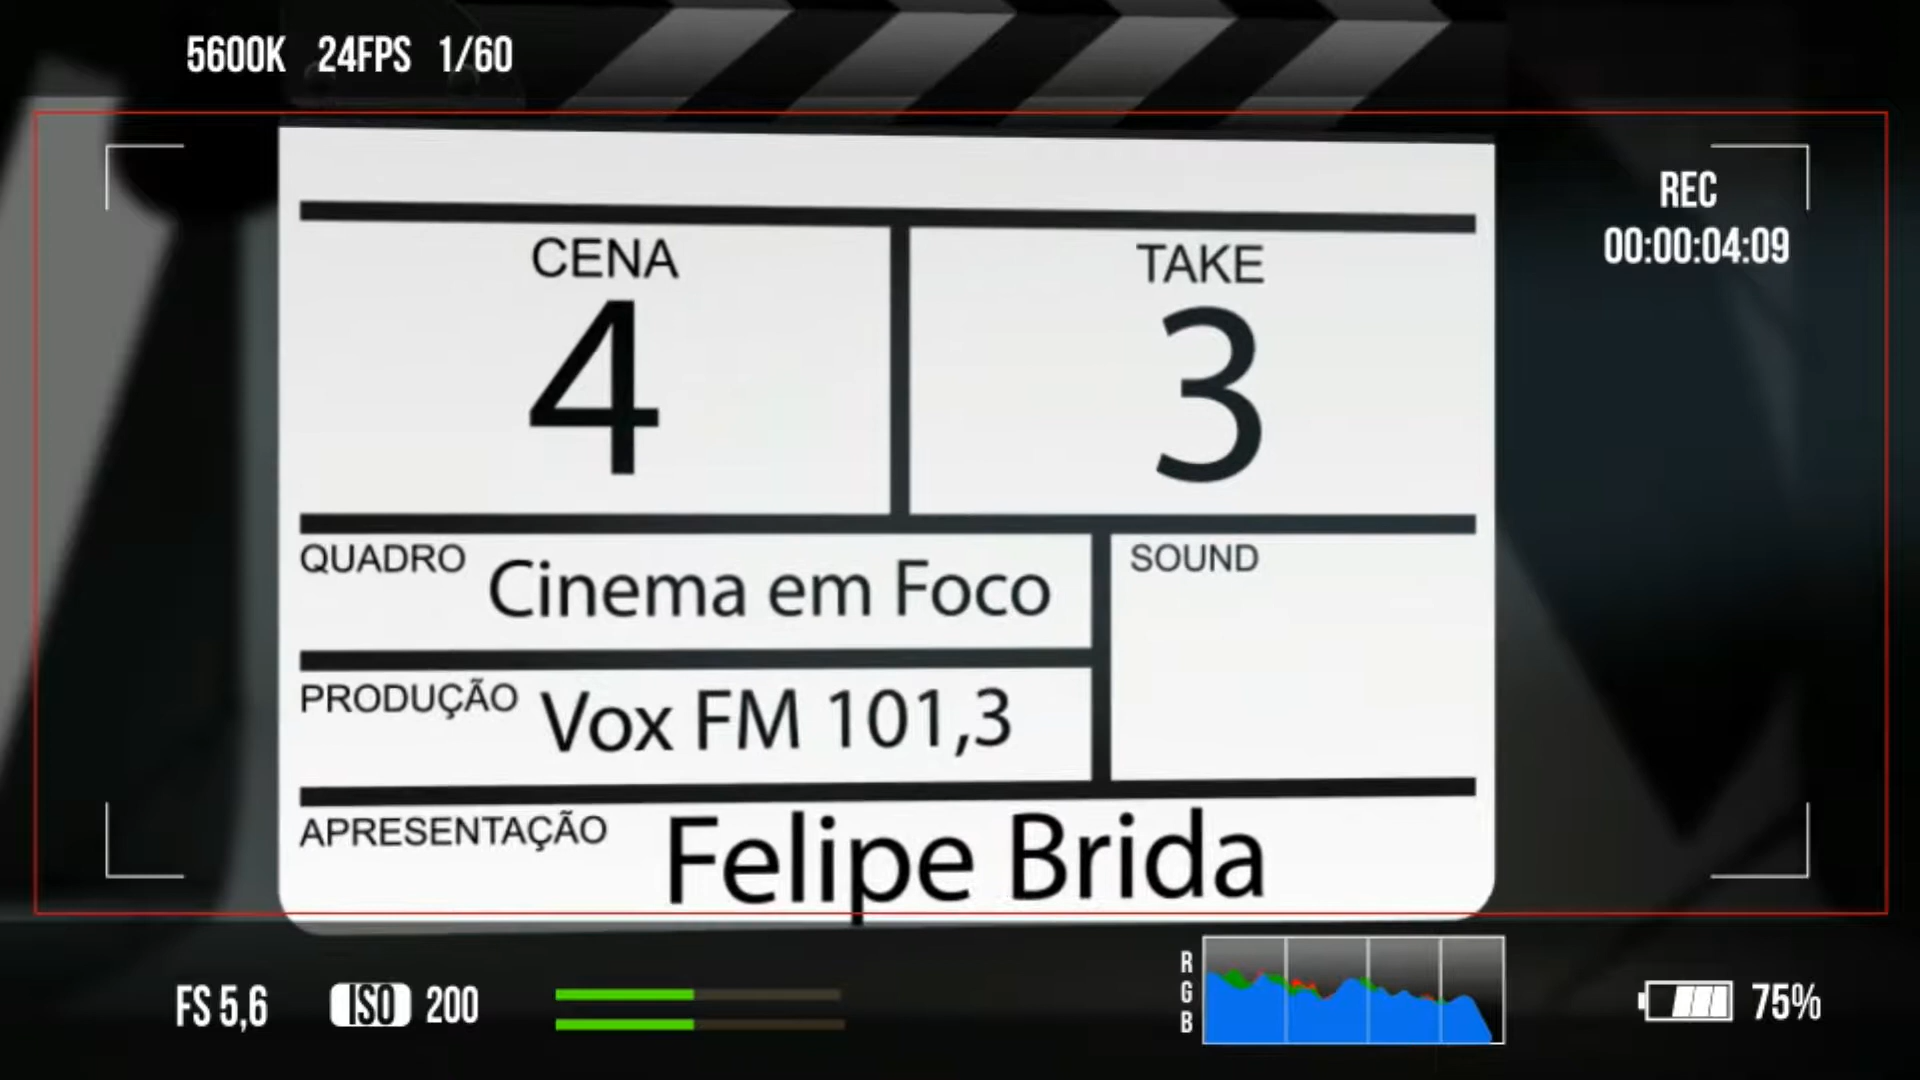 5600K 24FPS 1/60
REC
00:00:04:09
CENA
4
TAKE
3
QUADRO Cinema em Foco
SOUND
PRODUÇÃO Vox FM 101,3
APRESENTAÇÃO Felipe Brida
FS 5,6 ISO 200
R
G
B
75%